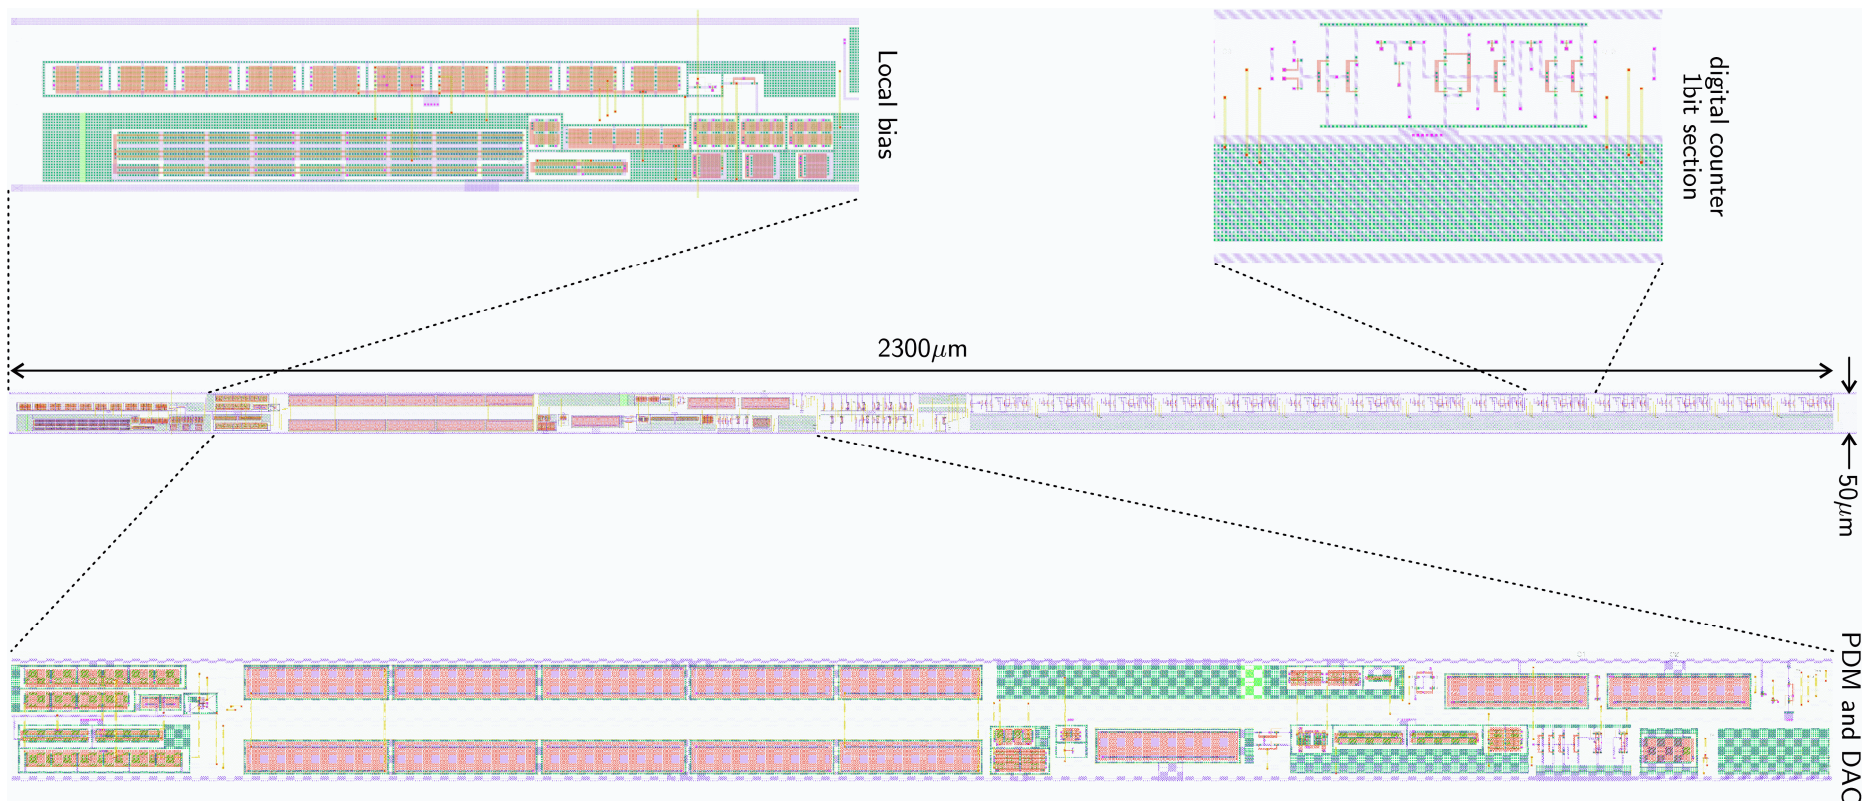 Local bias
digital counter
1bit section
2300μm
50μm
PDM and DAC